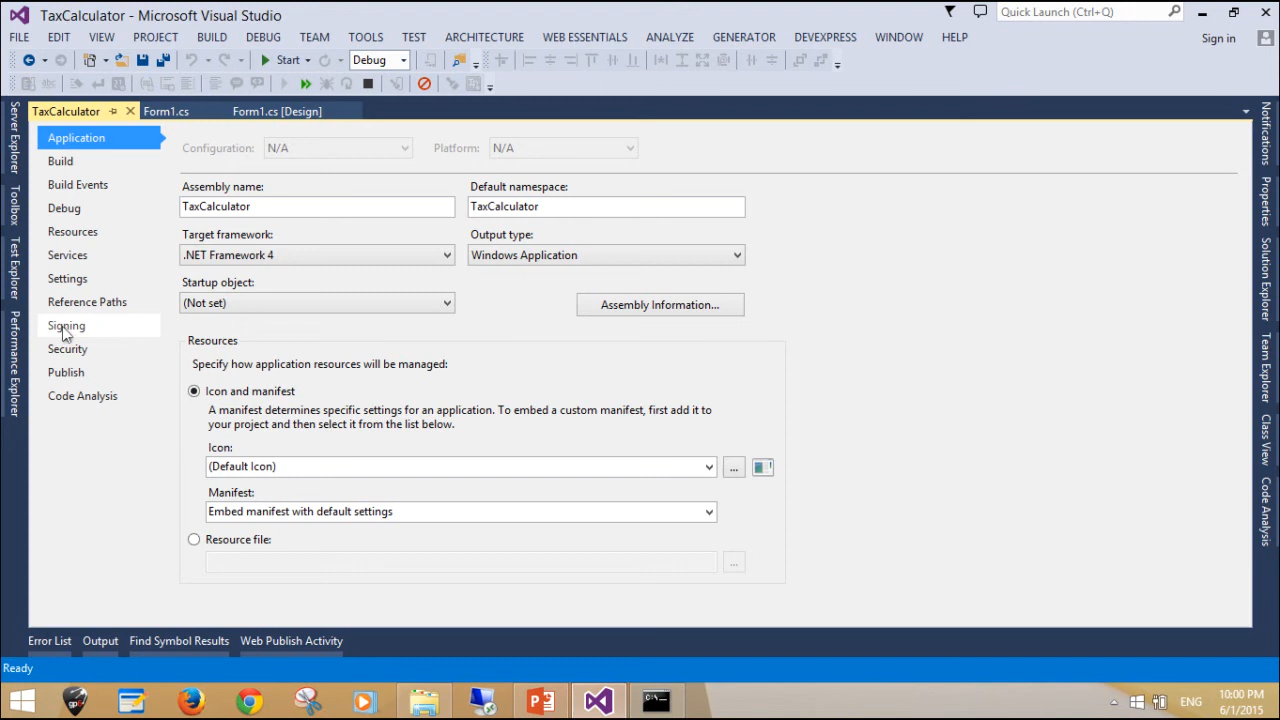 TaxCalculator - Microsoft Visual Studio
Quick Launch (Ctrl+Q)
FILE EDIT VIEW PROJECT BUILD DEBUG TEAM TOOLS TEST ARCHITECTURE WEB ESSENTIALS ANALYZE GENERATOR DEVEXPRESS WINDOW HELP
Sign in
Start Debug
TaxCalculator Form1.cs Form1.cs [Design]
Server Explorer
Toolbox
Test Explorer
Performance Explorer
Application
Build
Build Events
Debug
Resources
Services
Settings
Reference Paths
Signing
Security
Publish
Code Analysis
Configuration: N/A Platform: N/A
Assembly name: Default namespace:
TaxCalculator TaxCalculator
Target framework: Output type:
.NET Framework 4 Windows Application
Startup object:
(Not set) Assembly Information...
Resources
Specify how application resources will be managed:
Icon and manifest
A manifest determines specific settings for an application. To embed a custom manifest, first add it to
your project and then select it from the list below.
Icon:
(Default Icon) ...
Manifest:
Embed manifest with default settings
Resource file:
...
Notifications
Properties
Solution Explorer
Team Explorer
Class View
Code Analysis
Error List Output Find Symbol Results Web Publish Activity
Ready
ENG
10:00 PM
6/1/2015